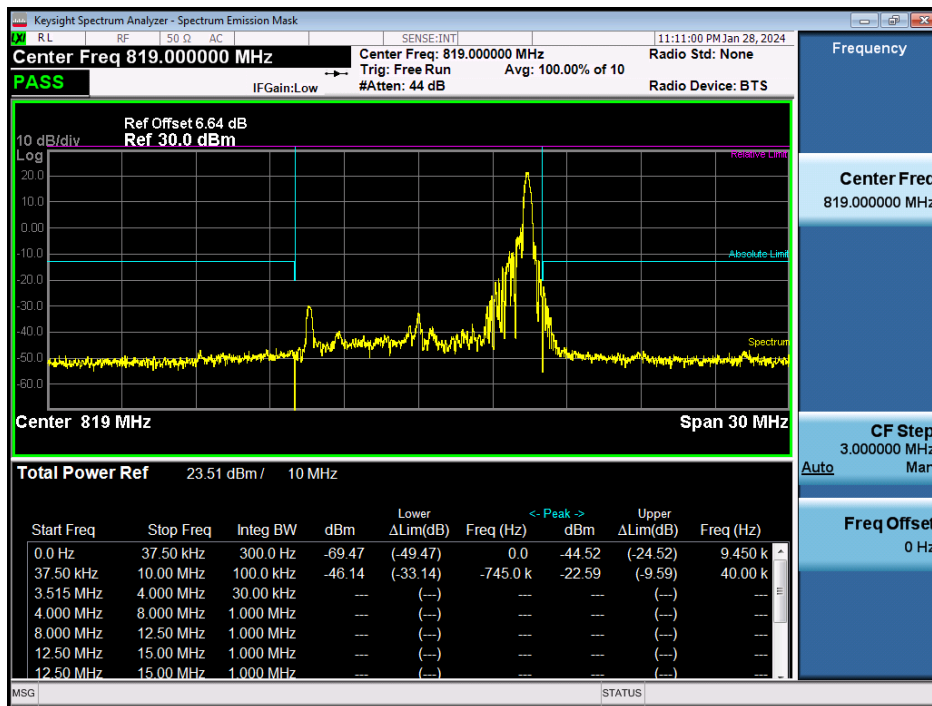 Keysight Spectrum Analyzer - Spectrum Emission Mask
LXI RL RF 50 Ω AC SENSE:INT 11:11:00 PM Jan 28, 2024
Center Freq 819.000000 MHz
Center Freq: 819.000000 MHz Radio Std: None
Trig: Free Run Avg: 100.00% of 10
PASS IFGain:Low #Atten: 44 dB Radio Device: BTS
Ref Offset 6.64 dB
10 dB/div Ref 30.0 dBm
Log
Relative Limit
20.0
10.0
0.00
-10.0
Absolute Limit
-20.0
-30.0
-40.0
Spectrum
-50.0
-60.0
Center 819 MHz Span 30 MHz
Total Power Ref 23.51 dBm / 10 MHz
Lower <- Peak -> Upper
Start Freq Stop Freq Integ BW dBm ΔLim(dB) Freq (Hz) dBm ΔLim(dB) Freq (Hz)
0.0 Hz 37.50 kHz 300.0 Hz -69.47 (-49.47) 0.0 -44.52 (-24.52) 9.450 k
37.50 kHz 10.00 MHz 100.0 kHz -46.14 (-33.14) -745.0 k -22.59 (-9.59) 40.00 k
3.515 MHz 4.000 MHz 30.00 kHz --- (---) --- --- (---) ---
4.000 MHz 8.000 MHz 1.000 MHz --- (---) --- --- (---) ---
8.000 MHz 12.50 MHz 1.000 MHz --- (---) --- --- (---) ---
12.50 MHz 15.00 MHz 1.000 MHz --- (---) --- --- (---) ---
12.50 MHz 15.00 MHz 1.000 MHz --- (---) --- --- (---) ---
MSG STATUS
Frequency
Center Freq
819.000000 MHz
CF Step
3.000000 MHz
Auto Man
Freq Offset
0 Hz